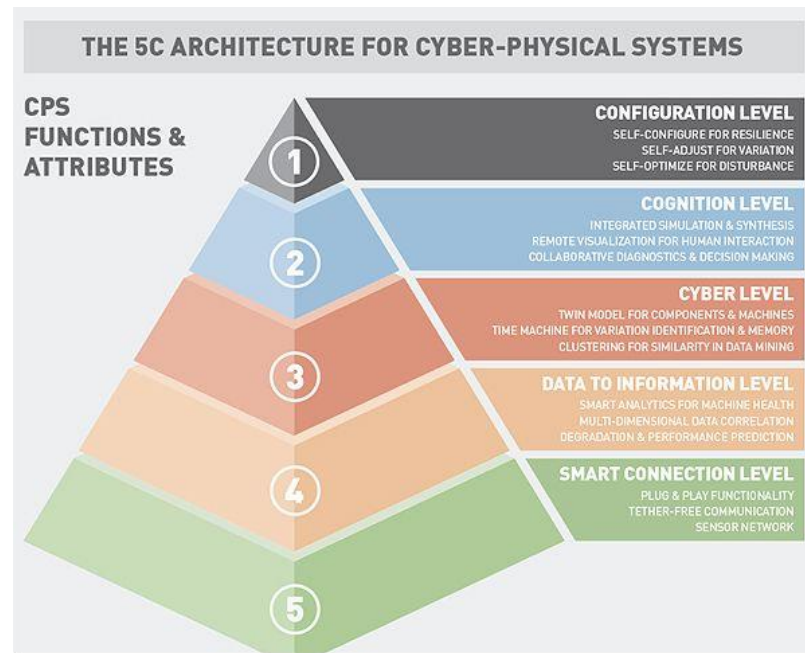 THE 5C ARCHITECTURE FOR CYBER-PHYSICAL SYSTEMS
CPS
FUNCTIONS &
ATTRIBUTES
1
CONFIGURATION LEVEL
SELF-CONFIGURE FOR RESILIENCE
SELF-ADJUST FOR VARIATION
SELF-OPTIMIZE FOR DISTURBANCE
2
COGNITION LEVEL
INTEGRATED SIMULATION & SYNTHESIS
REMOTE VISUALIZATION FOR HUMAN INTERACTION
COLLABORATIVE DIAGNOSTICS & DECISION MAKING
3
CYBER LEVEL
TWIN MODEL FOR COMPONENTS & MACHINES
TIME MACHINE FOR VARIATION IDENTIFICATION & MEMORY
CLUSTERING FOR SIMILARITY IN DATA MINING
4
DATA TO INFORMATION LEVEL
SMART ANALYTICS FOR MACHINE HEALTH
MULTI-DIMENSIONAL DATA CORRELATION
DEGRADATION & PERFORMANCE PREDICTION
5
SMART CONNECTION LEVEL
PLUG & PLAY FUNCTIONALITY
TETHER-FREE COMMUNICATION
SENSOR NETWORK